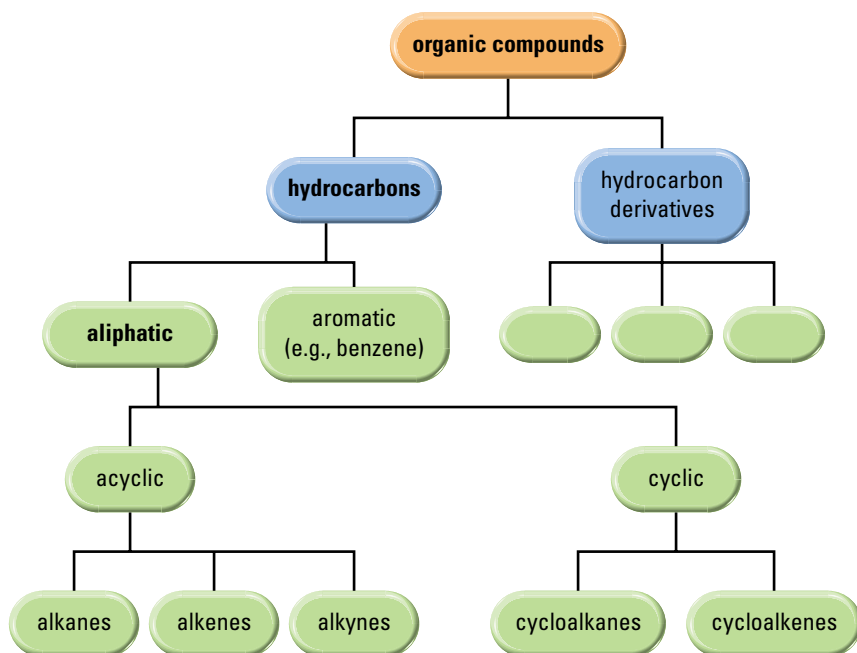 organic compounds
hydrocarbons
hydrocarbon
derivatives
aliphatic
aromatic
(e.g., benzene)
acyclic
cyclic
alkanes
alkenes
alkynes
cycloalkanes
cycloalkenes